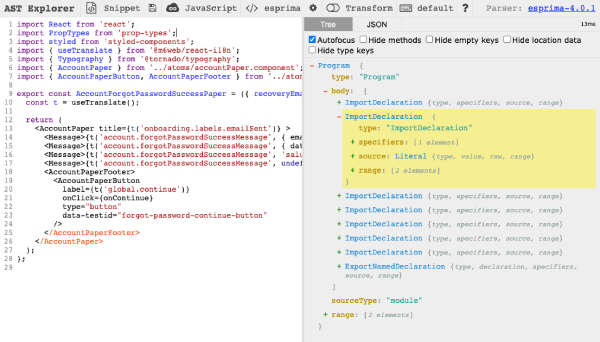 AST Explorer Snippet JavaScript </> esprima Transform default ? Parser: esprima-4.0.1
Tree JSON 13ms
Autofocus Hide methods Hide empty keys Hide location data
Hide type keys
1 import React from 'react';
2 import PropTypes from 'prop-types';
3 import styled from 'styled-components';
4 import { useTranslate } from '@m6web/react-i18n';
5 import { Typography } from '@tornado/typography';
6 import { AccountPaper } from '../atoms/accountPaper.component';
7 import { AccountPaperButton, AccountPaperFooter } from '../atom
8
9 export const AccountForgotPasswordSuccessPaper = ({ recoveryEma
10 const t = useTranslate();
11
12 return (
13 <AccountPaper title={t('onboarding.labels.emailSent')} >
14 <Message>{t('account.forgotPasswordSuccessMessage', { ema
15 <Message>{t('account.forgotPasswordSuccessMessage', { dat
16 <Message>{t('account.forgotPasswordSuccessMessage', 'salu
17 <Message>{t('account.forgotPasswordSuccessMessage', undef
18 <AccountPaperFooter>
19 <AccountPaperButton
20 label={t('global.continue')}
21 onClick={onContinue}
22 type="button"
23 data-testid="forgot-password-continue-button"
24 />
25 </AccountPaperFooter>
26 </AccountPaper>
27 );
28 };
29
- Program {
type: "Program"
- body: [
+ ImportDeclaration {type, specifiers, source, range}
- ImportDeclaration {
type: "ImportDeclaration"
+ specifiers: [1 element]
+ source: Literal {type, value, raw, range}
+ range: [2 elements]
}
+ ImportDeclaration {type, specifiers, source, range}
+ ImportDeclaration {type, specifiers, source, range}
+ ImportDeclaration {type, specifiers, source, range}
+ ImportDeclaration {type, specifiers, source, range}
+ ImportDeclaration {type, specifiers, source, range}
+ ExportNamedDeclaration {type, declaration, specifiers,
source, range}
]
sourceType: "module"
+ range: [2 elements]
}